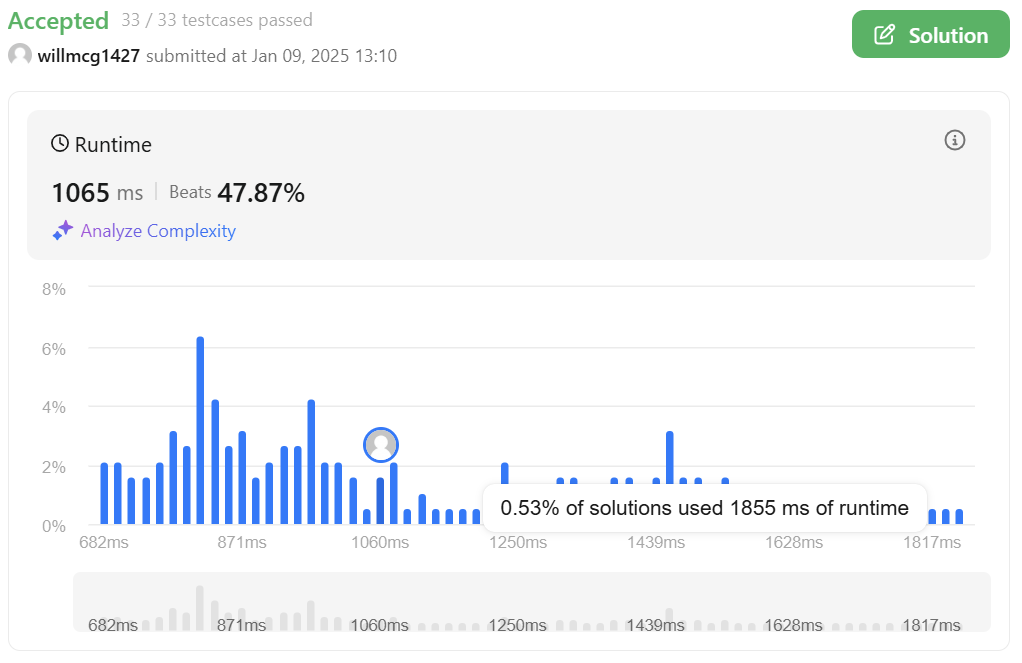 Accepted 33 / 33 testcases passed
Solution
willmcg1427 submitted at Jan 09, 2025 13:10
Runtime
1065 ms Beats 47.87%
Analyze Complexity
8%
6%
4%
2%
0%
0.53% of solutions used 1855 ms of runtime
682ms 871ms 1060ms 1250ms 1439ms 1628ms 1817ms
682ms 871ms 1060ms 1250ms 1439ms 1628ms 1817ms